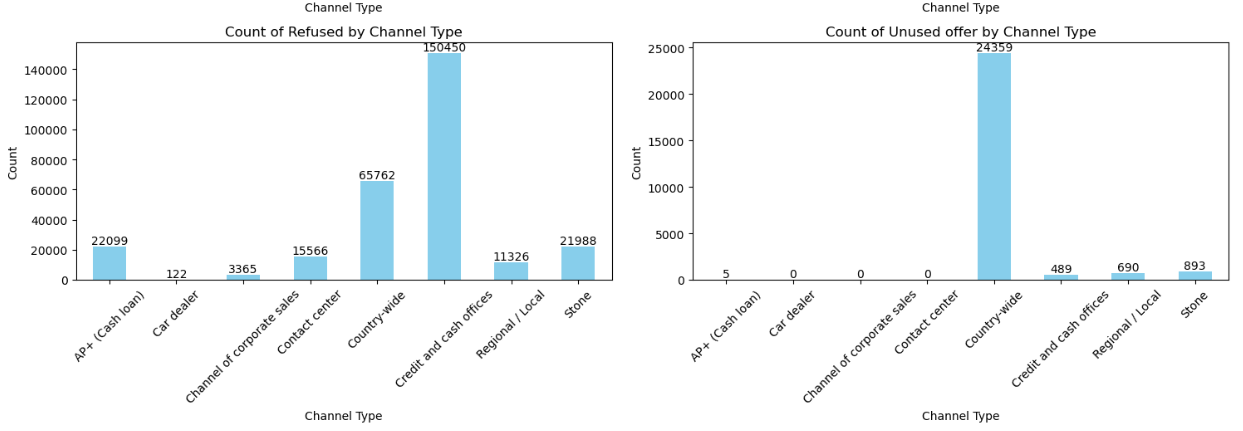 Channel Type
Channel Type
Count of Refused by Channel Type
Count
140000
120000
100000
80000
60000
40000
20000
0
22099
122
3365
15566
65762
150450
11326
21988
AP+ (Cash loan)
Car dealer
Channel of corporate sales
Contact center
Country-wide
Credit and cash offices
Regional / Local
Stone
Channel Type
Count of Unused offer by Channel Type
Count
25000
20000
15000
10000
5000
0
5
0
0
0
24359
489
690
893
AP+ (Cash loan)
Car dealer
Channel of corporate sales
Contact center
Country-wide
Credit and cash offices
Regional / Local
Stone
Channel Type